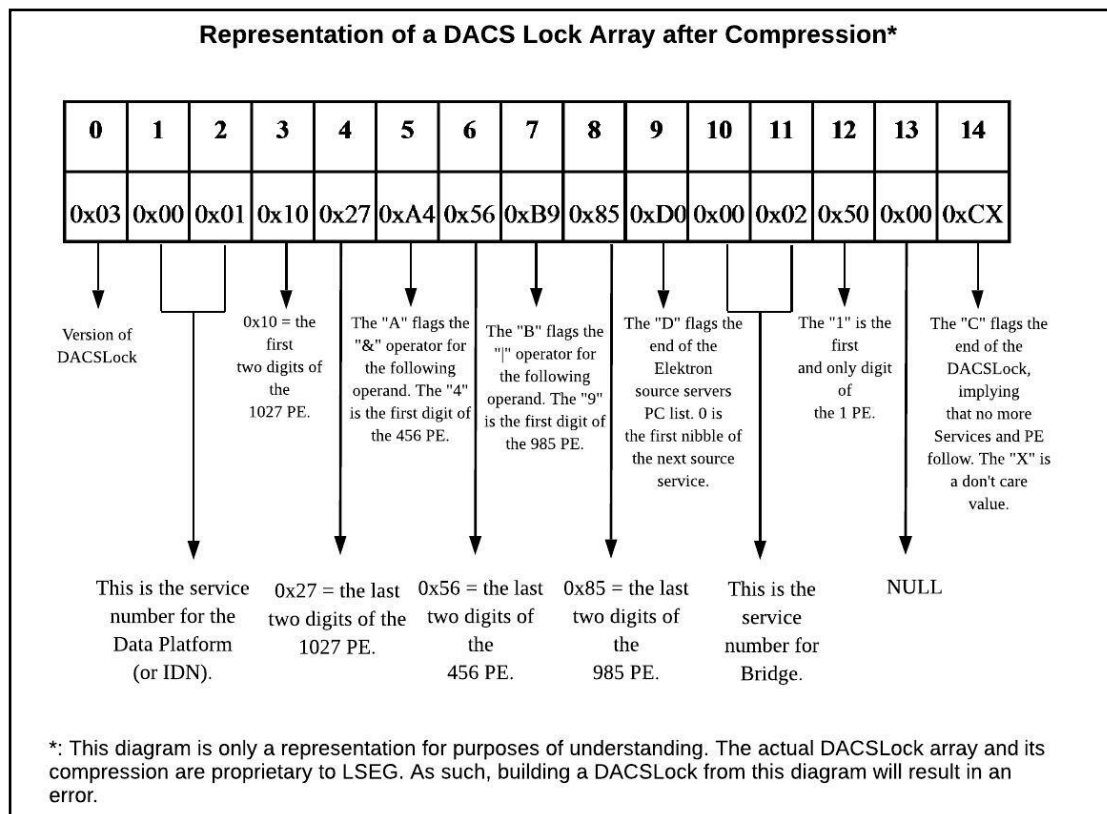 Representation of a DACS Lock Array after Compression*
0 1 2 3 4 5 6 7 8 9 10 11 12 13 14
0x03 0x00 0x01 0x10 0x27 0xA4 0x56 0xB9 0x85 0xD0 0x00 0x02 0x50 0x00 0xCX
Version of
DACSLock
0x10 = the
first
two digits of
the
1027 PE.
The "A" flags the
"&" operator for
the following
operand. The "4"
is the first digit of
the 456 PE.
The "B" flags the
"|" operator for
the following
operand. The "9"
is the first digit of
the 985 PE.
The "D" flags the
end of the
Elektron
source servers
PC list. 0 is
the first nibble of
the next source
service.
The "1" is the
first
and only digit
of
the 1 PE.
The "C" flags the
end of the
DACSLock,
implying
that no more
Services and PE
follow. The "X" is
a don't care
value.
This is the service
number for the
Data Platform
(or IDN).
0x27 = the last
two digits of the
1027 PE.
0x56 = the last
two digits of
the
456 PE.
0x85 = the last
two digits of
the
985 PE.
This is the
service
number for
Bridge.
NULL
*: This diagram is only a representation for purposes of understanding. The actual DACSLock array and its
compression are proprietary to LSEG. As such, building a DACSLock from this diagram will result in an
error.